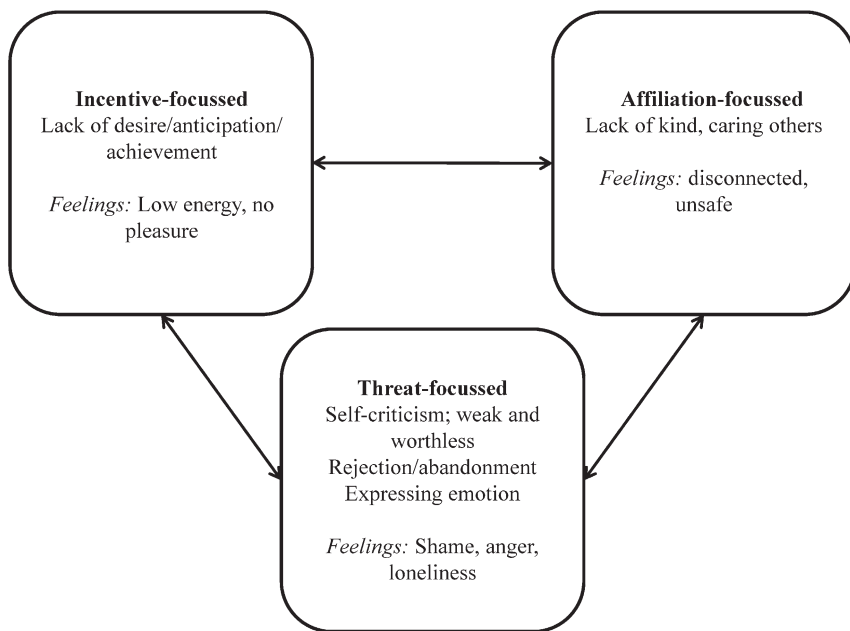 Incentive-focussed
Lack of desire/anticipation/
achievement
Feelings: Low energy, no
pleasure
Affiliation-focussed
Lack of kind, caring others
Feelings: disconnected,
unsafe
Threat-focussed
Self-criticism; weak and
worthless
Rejection/abandonment
Expressing emotion
Feelings: Shame, anger,
loneliness